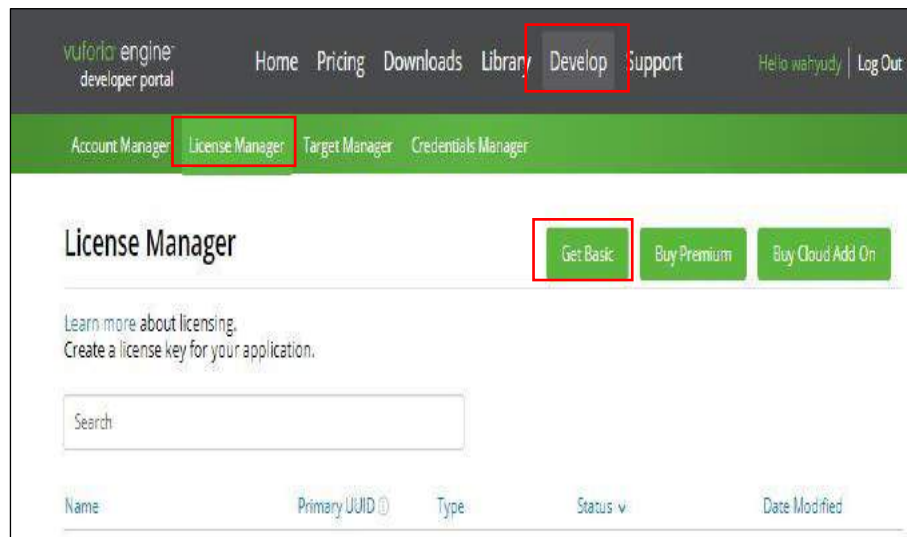 vuforia engine
developer portal
Home Pricing Downloads Library Develop Support
Hello wahyudy | Log Out
Account Manager License Manager Target Manager Credentials Manager
License Manager
Get Basic Buy Premium Buy Cloud Add On
Learn more about licensing.
Create a license key for your application.
Search
Name Primary UUID Type Status Date Modified